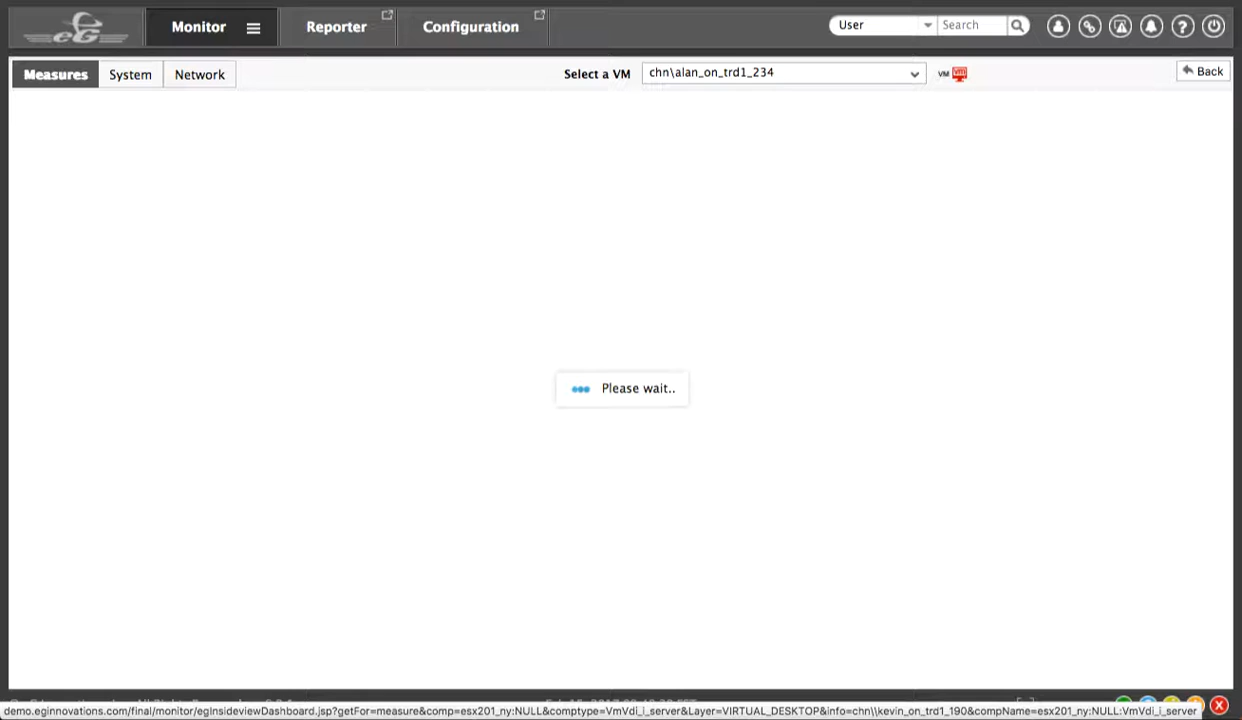 eG
Monitor
Reporter
Configuration
User
Search
Measures
System
Network
Select a VM
chn\alan_on_trd1_234
VM
Back
Please wait..
demo.eginnovations.com/final/monitor/egInsideviewDashboard.jsp?getFor=measure&comp=esx201_ny:NULL&comptype=VmVdi_i_server&Layer=VIRTUAL_DESKTOP&info=chn\\kevin_on_trd1_190&compName=esx201_ny:NULL:VmVdi_i_server